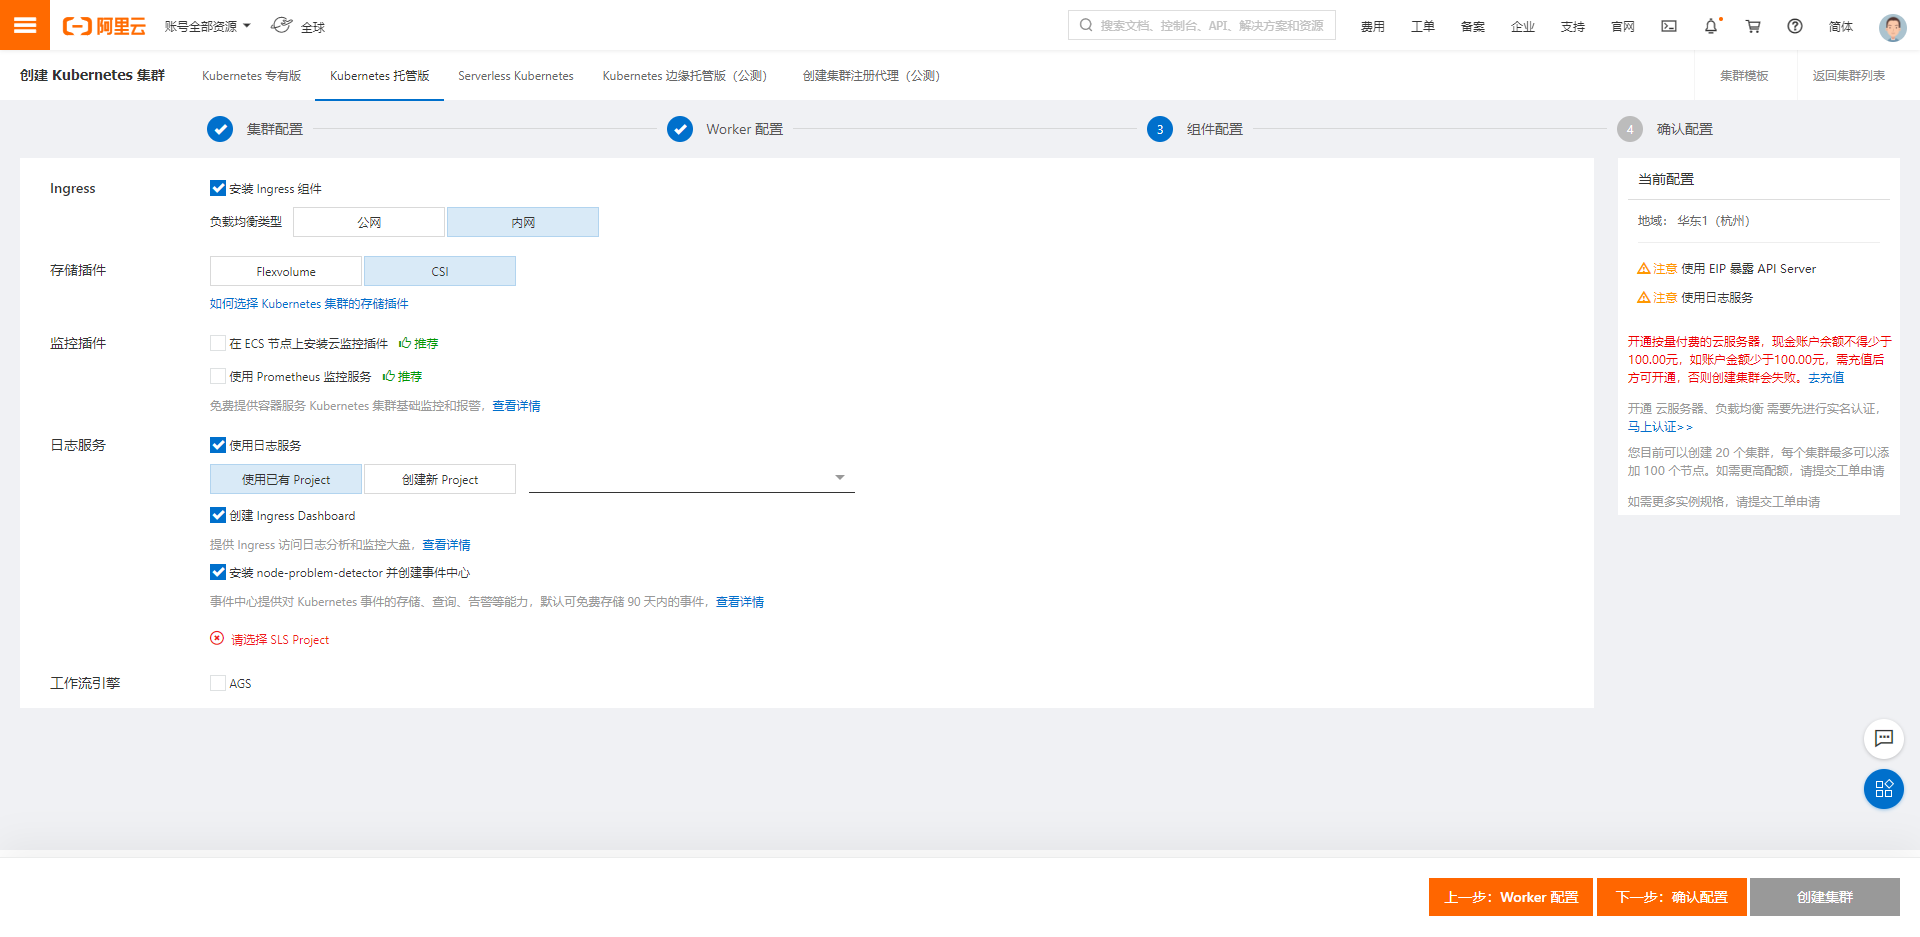 阿里云
账号全部资源
全球
搜索文档、控制台、API、解决方案和资源
费用
工单
备案
企业
支持
官网
简体
创建 Kubernetes 集群
Kubernetes 专有版
Kubernetes 托管版
Serverless Kubernetes
Kubernetes 边缘托管版（公测）
创建集群注册代理（公测）
集群模板
返回集群列表
集群配置
Worker 配置
3
组件配置
4
确认配置
Ingress
安装 Ingress 组件
负载均衡类型
公网
内网
存储插件
Flexvolume
CSI
如何选择 Kubernetes 集群的存储插件
监控插件
在 ECS 节点上安装云监控插件
推荐
使用 Prometheus 监控服务
推荐
免费提供容器服务 Kubernetes 集群基础监控和报警，查看详情
日志服务
使用日志服务
使用已有 Project
创建新 Project
创建 Ingress Dashboard
提供 Ingress 访问日志分析和监控大盘，查看详情
安装 node-problem-detector 并创建事件中心
事件中心提供对 Kubernetes 事件的存储、查询、告警等能力，默认可免费存储 90 天内的事件，查看详情
请选择 SLS Project
工作流引擎
AGS
当前配置
地域： 华东1（杭州）
注意 使用 EIP 暴露 API Server
注意 使用日志服务
开通按量付费的云服务器，现金账户余额不得少于
100.00元，如账户金额少于100.00元，需充值后
方可开通，否则创建集群会失败。去充值
开通 云服务器、负载均衡 需要先进行实名认证，
马上认证>>
您目前可以创建 20 个集群，每个集群最多可以添
加 100 个节点。如需更高配额，请提交工单申请
如需更多实例规格，请提交工单申请
上一步：Worker 配置
下一步：确认配置
创建集群